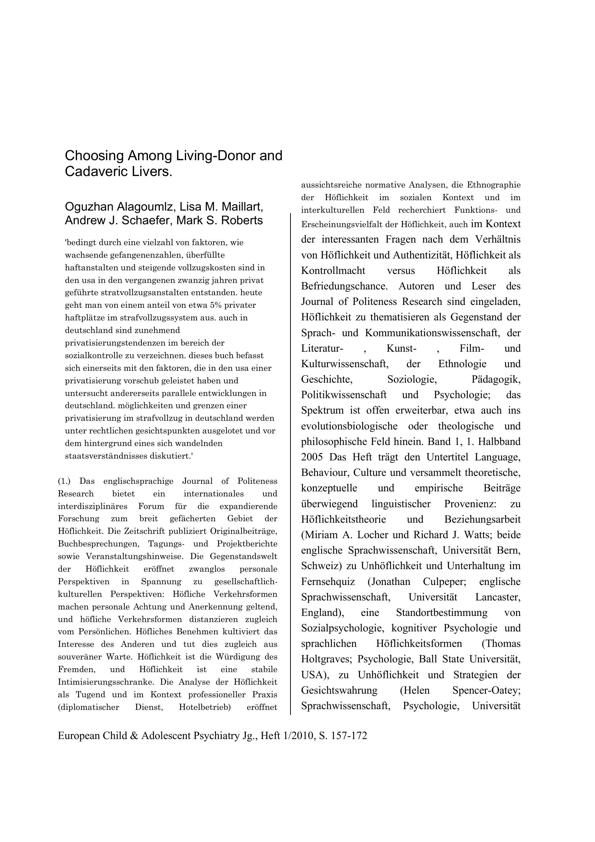 Choosing Among Living-Donor and
Cadaveric Livers.
Oguzhan Alagoumlz, Lisa M. Maillart,
Andrew J. Schaefer, Mark S. Roberts
'bedingt durch eine vielzahl von faktoren, wie
wachsende gefangenenzahlen, überfüllte
haftanstalten und steigende vollzugskosten sind in
den usa in den vergangenen zwanzig jahren privat
geführte stratvollzugsanstalten entstanden. heute
geht man von einem anteil von etwa 5% privater
haftplätze im strafvollzugssystem aus. auch in
deutschland sind zunehmend
privatisierungstendenzen im bereich der
sozialkontrolle zu verzeichnen. dieses buch befasst
sich einerseits mit den faktoren, die in den usa einer
privatisierung vorschub geleistet haben und
untersucht andererseits parallele entwicklungen in
deutschland. möglichkeiten und grenzen einer
privatisierung im strafvollzug in deutschland werden
unter rechtlichen gesichtspunkten ausgelotet und vor
dem hintergrund eines sich wandelnden
staatsverständnisses diskutiert.'
(1.) Das englischsprachige Journal of Politeness
Research bietet ein internationales und
interdisziplinäres Forum für die expandierende
Forschung zum breit gefächerten Gebiet der
Höflichkeit. Die Zeitschrift publiziert Originalbeiträge,
Buchbesprechungen, Tagungs- und Projektberichte
sowie Veranstaltungshinweise. Die Gegenstandswelt
der Höflichkeit eröffnet zwanglos personale
Perspektiven in Spannung zu gesellschaftlich-
kulturellen Perspektiven: Höfliche Verkehrsformen
machen personale Achtung und Anerkennung geltend,
und höfliche Verkehrsformen distanzieren zugleich
vom Persönlichen. Höfliches Benehmen kultiviert das
Interesse des Anderen und tut dies zugleich aus
souveräner Warte. Höflichkeit ist die Würdigung des
Fremden, und Höflichkeit ist eine stabile
Intimisierungsschranke. Die Analyse der Höflichkeit
als Tugend und im Kontext professioneller Praxis
(diplomatischer Dienst, Hotelbetrieb) eröffnet
aussichtsreiche normative Analysen, die Ethnographie
der Höflichkeit im sozialen Kontext und im
interkulturellen Feld recherchiert Funktions- und
Erscheinungsvielfalt der Höflichkeit, auch im Kontext
der interessanten Fragen nach dem Verhältnis
von Höflichkeit und Authentizität, Höflichkeit als
Kontrollmacht versus Höflichkeit als
Befriedungschance. Autoren und Leser des
Journal of Politeness Research sind eingeladen,
Höflichkeit zu thematisieren als Gegenstand der
Sprach- und Kommunikationswissenschaft, der
Literatur- , Kunst- , Film- und
Kulturwissenschaft, der Ethnologie und
Geschichte, Soziologie, Pädagogik,
Politikwissenschaft und Psychologie; das
Spektrum ist offen erweiterbar, etwa auch ins
evolutionsbiologische oder theologische und
philosophische Feld hinein. Band 1, 1. Halbband
2005 Das Heft trägt den Untertitel Language,
Behaviour, Culture und versammelt theoretische,
konzeptuelle und empirische Beiträge
überwiegend linguistischer Provenienz: zu
Höflichkeitstheorie und Beziehungsarbeit
(Miriam A. Locher und Richard J. Watts; beide
englische Sprachwissenschaft, Universität Bern,
Schweiz) zu Unhöflichkeit und Unterhaltung im
Fernsehquiz (Jonathan Culpeper; englische
Sprachwissenschaft, Universität Lancaster,
England), eine Standortbestimmung von
Sozialpsychologie, kognitiver Psychologie und
sprachlichen Höflichkeitsformen (Thomas
Holtgraves; Psychologie, Ball State Universität,
USA), zu Unhöflichkeit und Strategien der
Gesichtswahrung (Helen Spencer-Oatey;
Sprachwissenschaft, Psychologie, Universität
European Child & Adolescent Psychiatry Jg., Heft 1/2010, S. 157-172